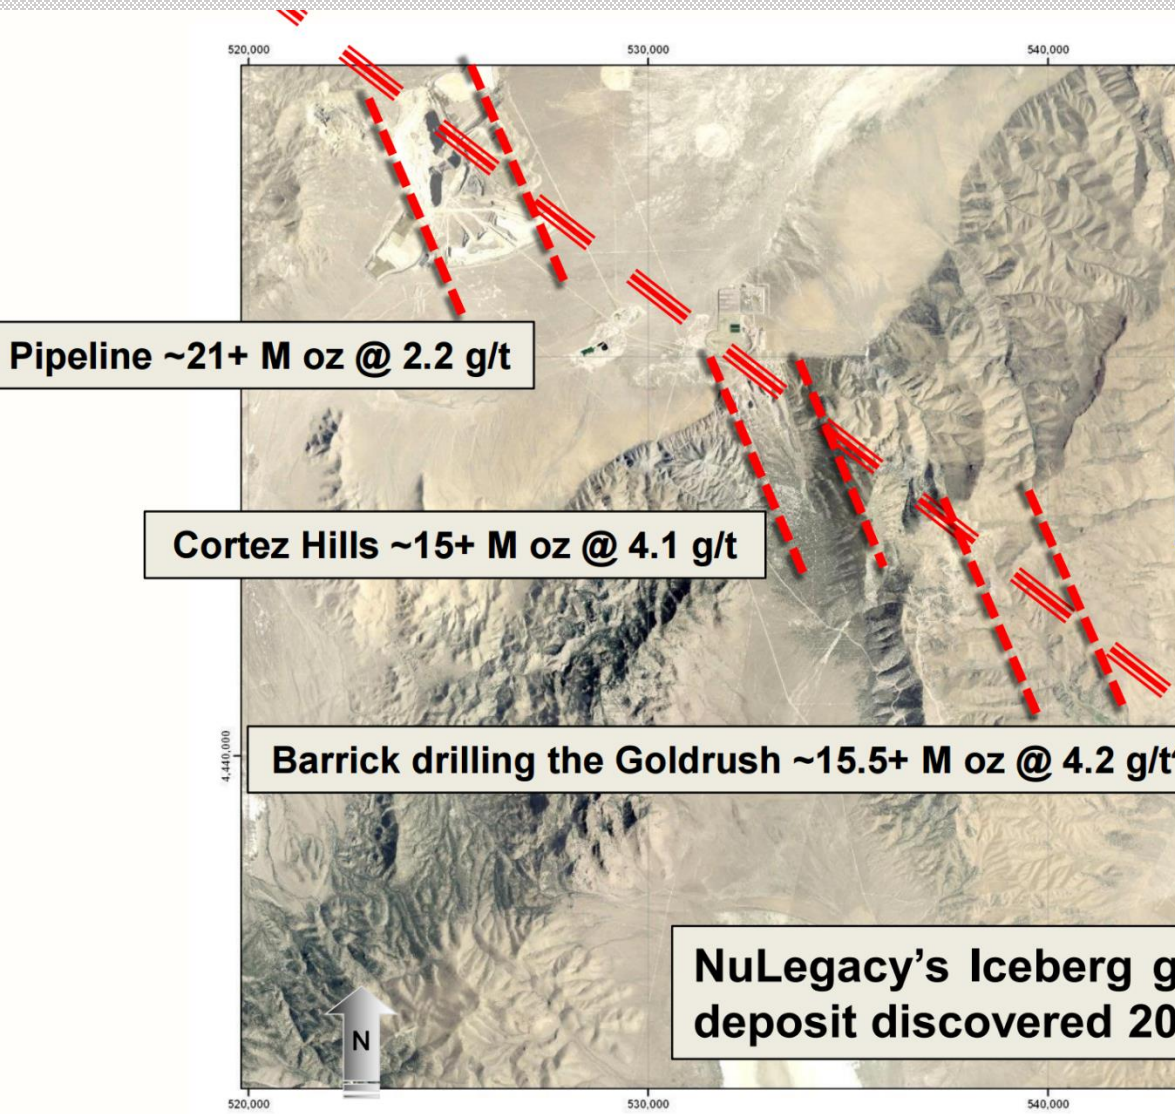 520,000 530,000 540,000
Pipeline ~21+ M oz @ 2.2 g/t
Cortez Hills ~15+ M oz @ 4.1 g/t
4,440,000
Barrick drilling the Goldrush ~15.5+ M oz @ 4.2 g/t
NuLegacy’s Iceberg g
deposit discovered 20
N
520,000 530,000 540,000